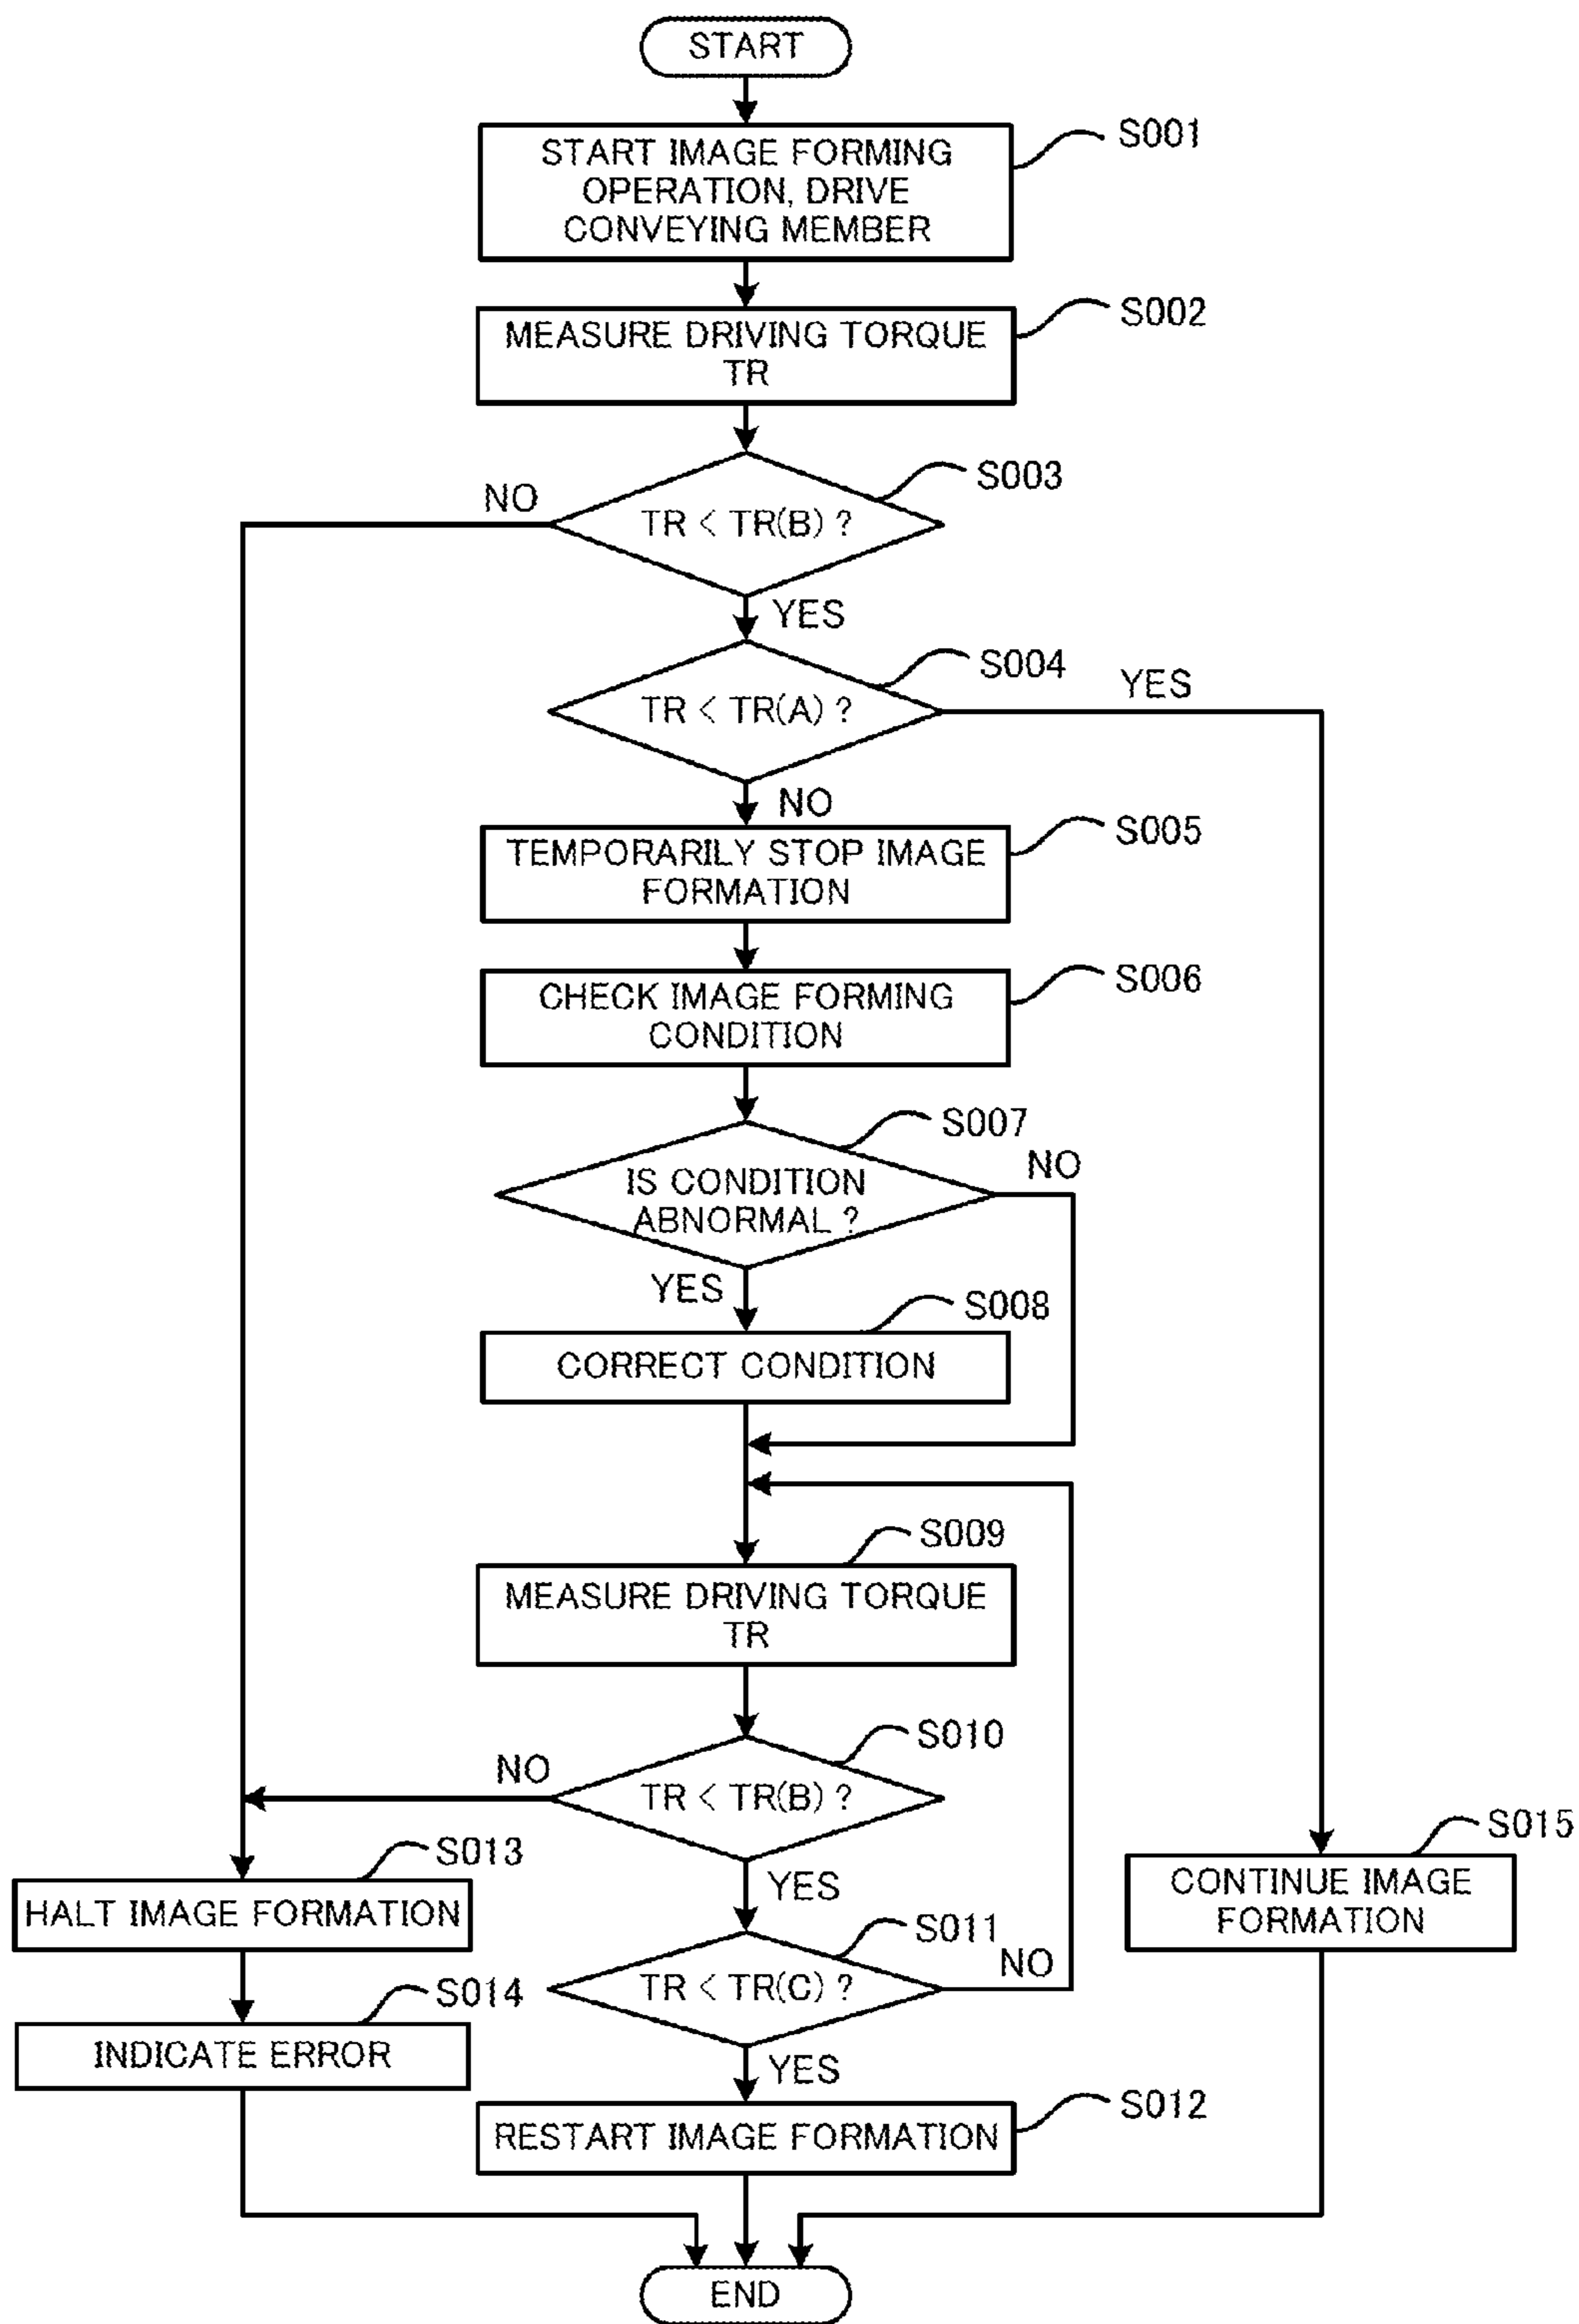 START
START IMAGE FORMING
OPERATION, DRIVE
CONVEYING MEMBER
S001
MEASURE DRIVING TORQUE
TR
S002
TR < TR(B) ?
S003
NO
YES
TR < TR(A) ?
S004
YES
NO
TEMPORARILY STOP IMAGE
FORMATION
S005
CHECK IMAGE FORMING
CONDITION
S006
IS CONDITION
ABNORMAL ?
S007
NO
YES
CORRECT CONDITION
S008
MEASURE DRIVING TORQUE
TR
S009
TR < TR(B) ?
S010
NO
YES
TR < TR(C) ?
S011
NO
YES
RESTART IMAGE FORMATION
S012
HALT IMAGE FORMATION
S013
INDICATE ERROR
S014
CONTINUE IMAGE
FORMATION
S015
END